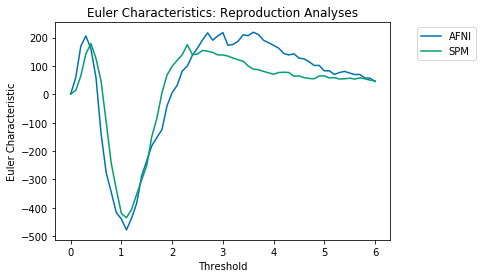 Euler Characteristics: Reproduction Analyses
AFNI
SPM
Euler Characteristic
200
100
0
−100
−200
−300
−400
−500
0 1 2 3 4 5 6
Threshold